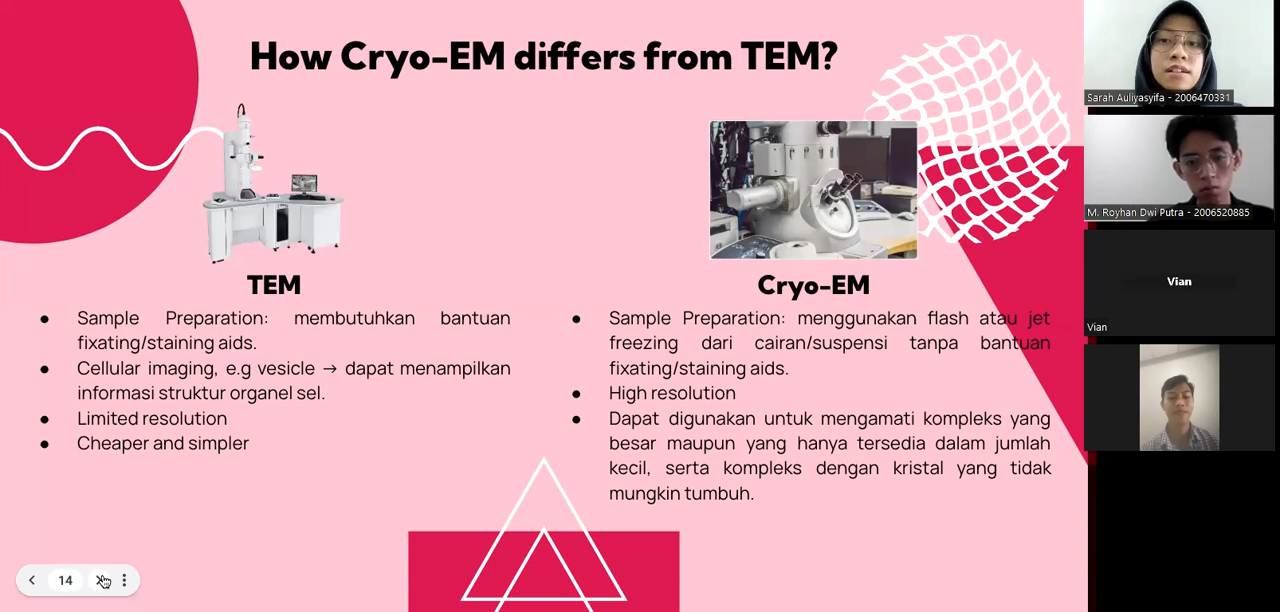 How Cryo-EM differs from TEM?
TEM
● Sample Preparation: membutuhkan bantuan
fixating/staining aids.
● Cellular imaging, e.g vesicle → dapat menampilkan
informasi struktur organel sel.
● Limited resolution
● Cheaper and simpler
Cryo-EM
● Sample Preparation: menggunakan flash atau jet
freezing dari cairan/suspensi tanpa bantuan
fixating/staining aids.
● High resolution
● Dapat digunakan untuk mengamati kompleks yang
besar maupun yang hanya tersedia dalam jumlah
kecil, serta kompleks dengan kristal yang tidak
mungkin tumbuh.
14
Sarah Auliyasyifa - 2006470331
M. Royhan Dwi Putra - 2006520885
Vian
Vian